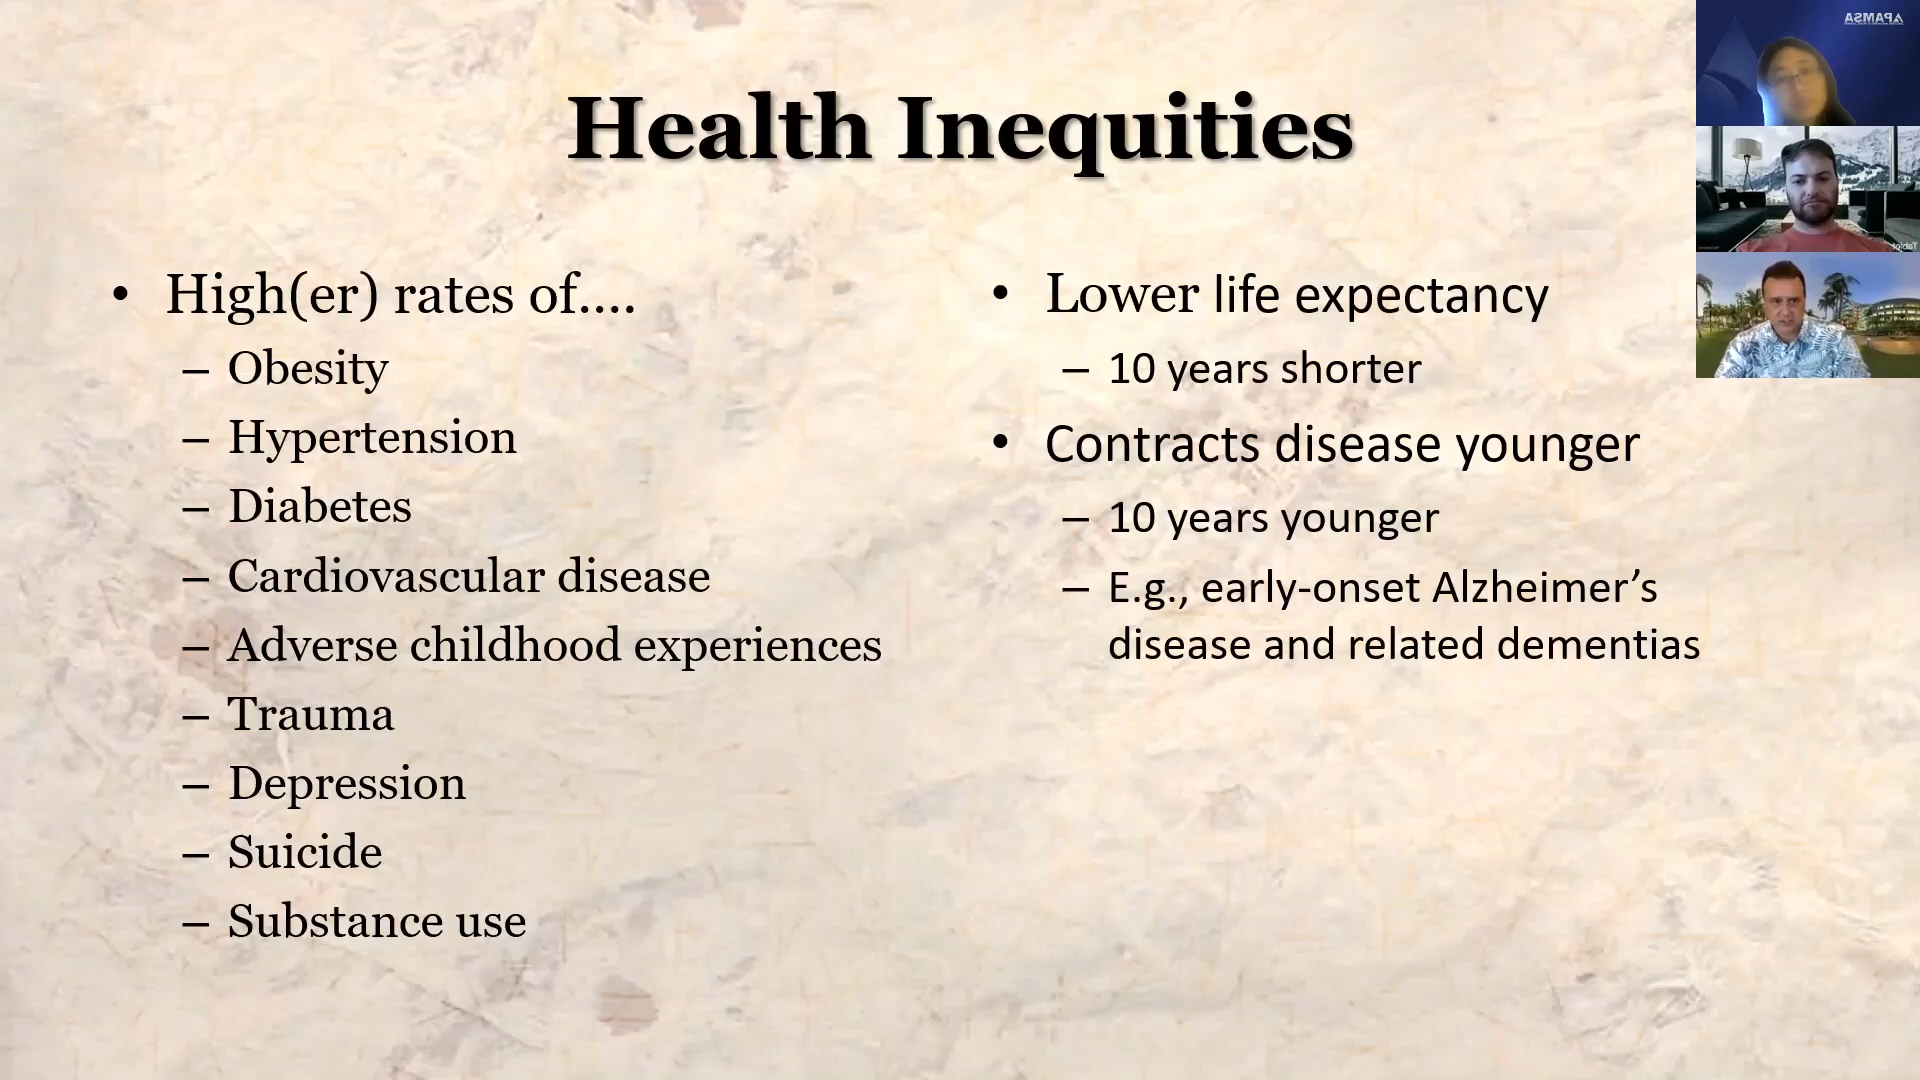 Health Inequities
• High(er) rates of....
– Obesity
– Hypertension
– Diabetes
– Cardiovascular disease
– Adverse childhood experiences
– Trauma
– Depression
– Suicide
– Substance use
• Lower life expectancy
– 10 years shorter
• Contracts disease younger
– 10 years younger
– E.g., early-onset Alzheimer’s
disease and related dementias
APAMSA